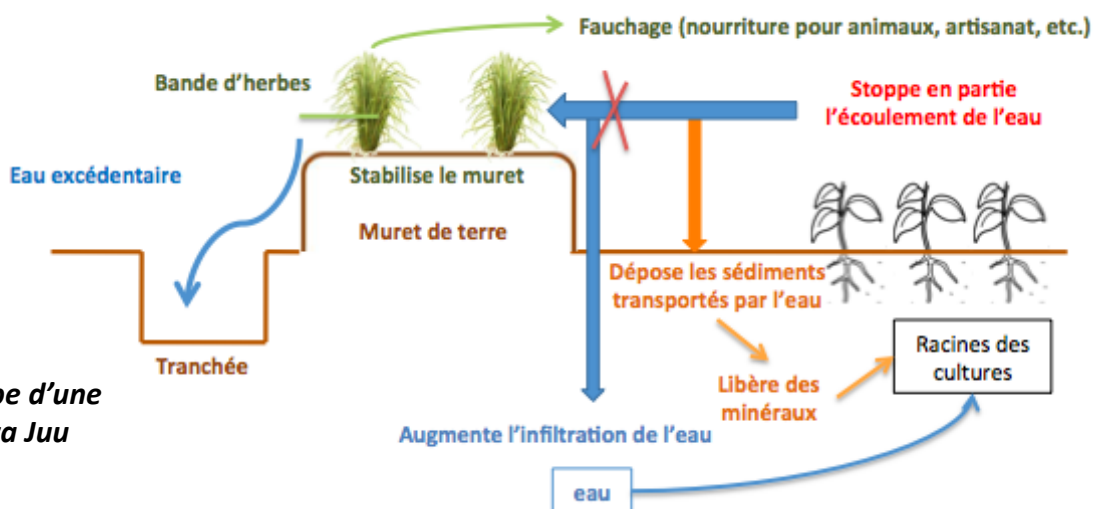 Fauchage (nourriture pour animaux, artisanat, etc.)
Bande d'herbes
Stoppe en partie
l'écoulement de l'eau
Eau excédentaire
Stabilise le muret
Muret de terre
Dépose les sédiments
transportés par l'eau
Tranchée
Racines des
cultures
Libère des
minéraux
d'une
Juu
Augmente l'infiltration de l'eau
eau